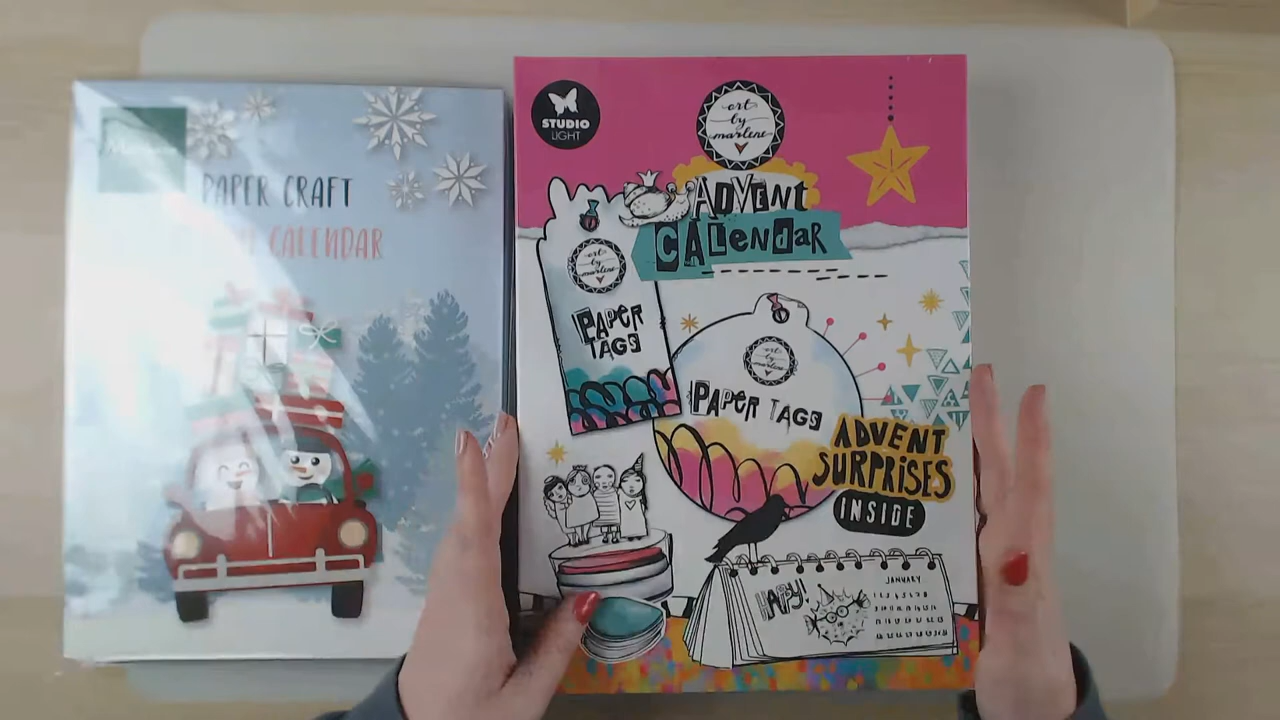 PAPER CRAFT
CALENDAR
STUDIO
LIGHT
art
by
marlene
ADVENT
CALENDAR
art
by
marlene
PAPER
TAGS
art
by
marlene
PAPER TAGS
ADVENT
SURPRISES
INSIDE
HAPPY!
JANUARY